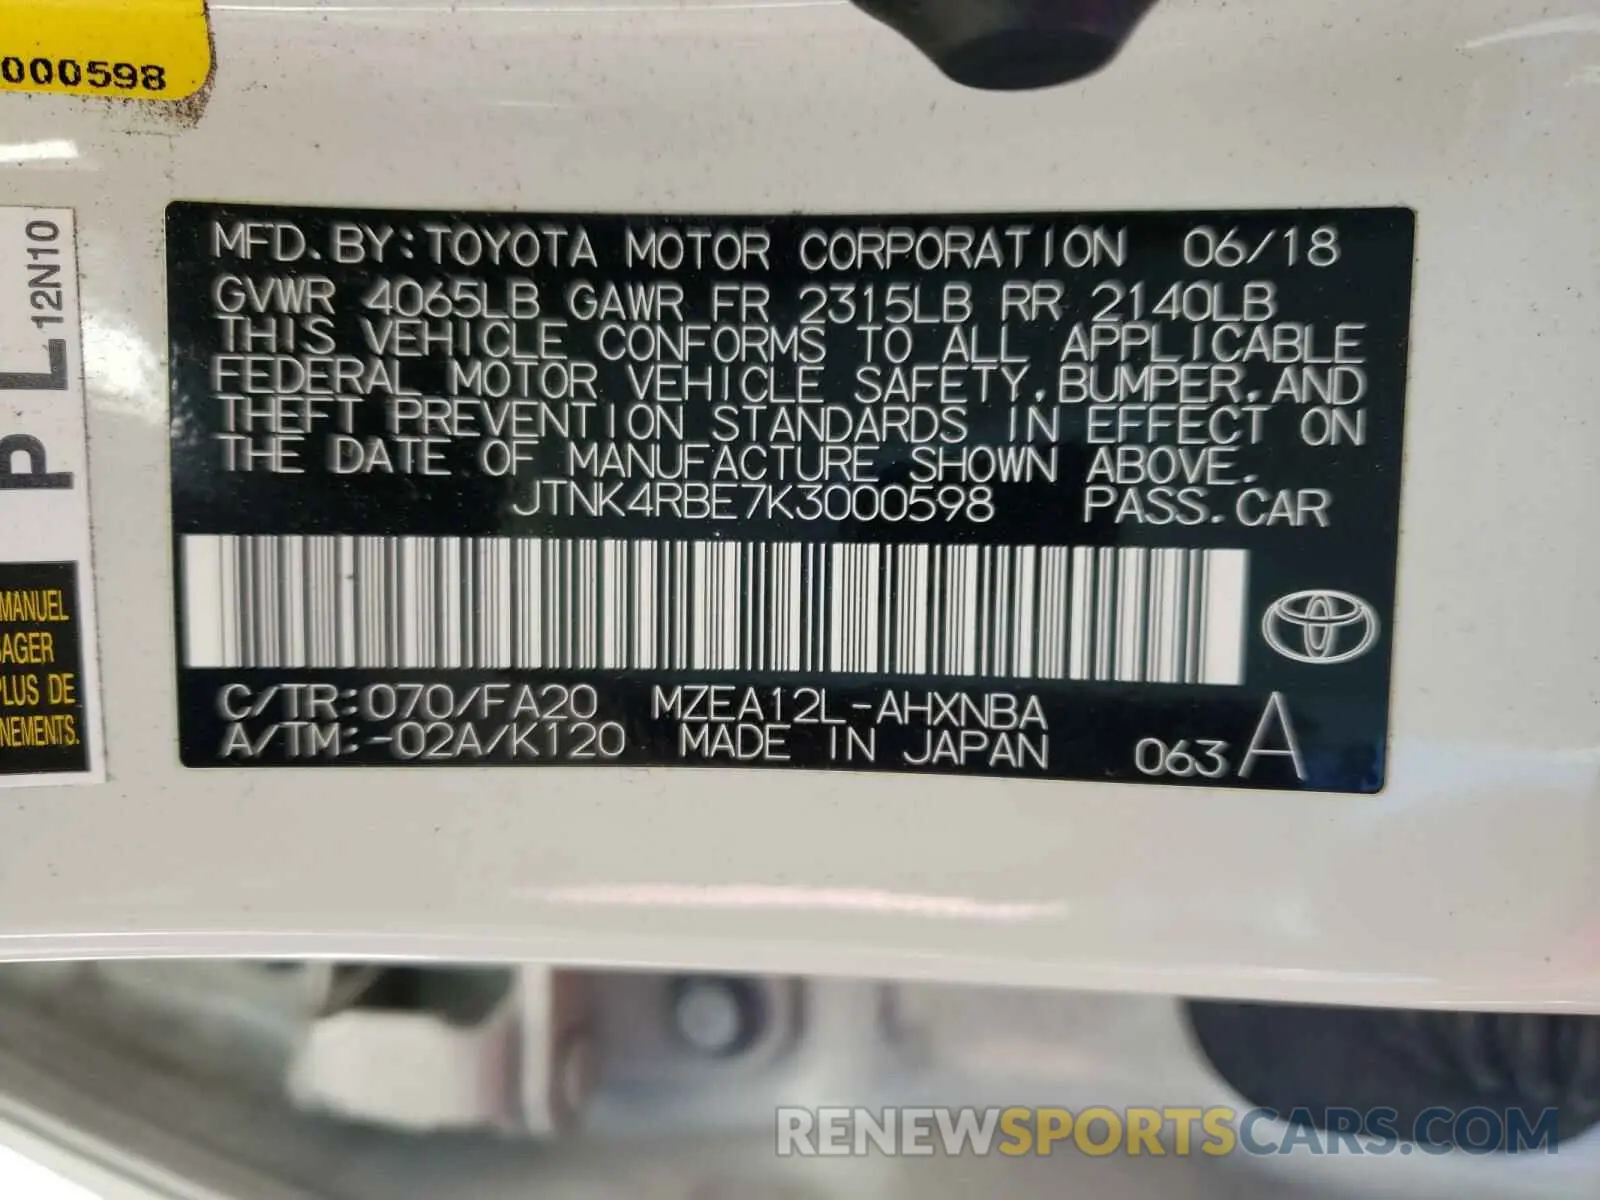 000598
PL12N10
MANUEL
AGER
PLUS DE
NEMENTS.
MFD. BY: TOYOTA MOTOR CORPORATION 06/18
GVWR 4065LB GAWR FR 2315LB RR 2140LB
THIS VEHICLE CONFORMS TO ALL APPLICABLE
FEDERAL MOTOR VEHICLE SAFETY, BUMPER, AND
THEFT PREVENTION STANDARDS IN EFFECT ON
THE DATE OF MANUFACTURE SHOWN ABOVE.
JTNK4RBE7K3000598 PASS. CAR
C/TR: 070/FA20 MZEA12L-AHXNBA
A/TM: -02A/K120 MADE IN JAPAN 063 A
RENEWSPORTSCARS.COM